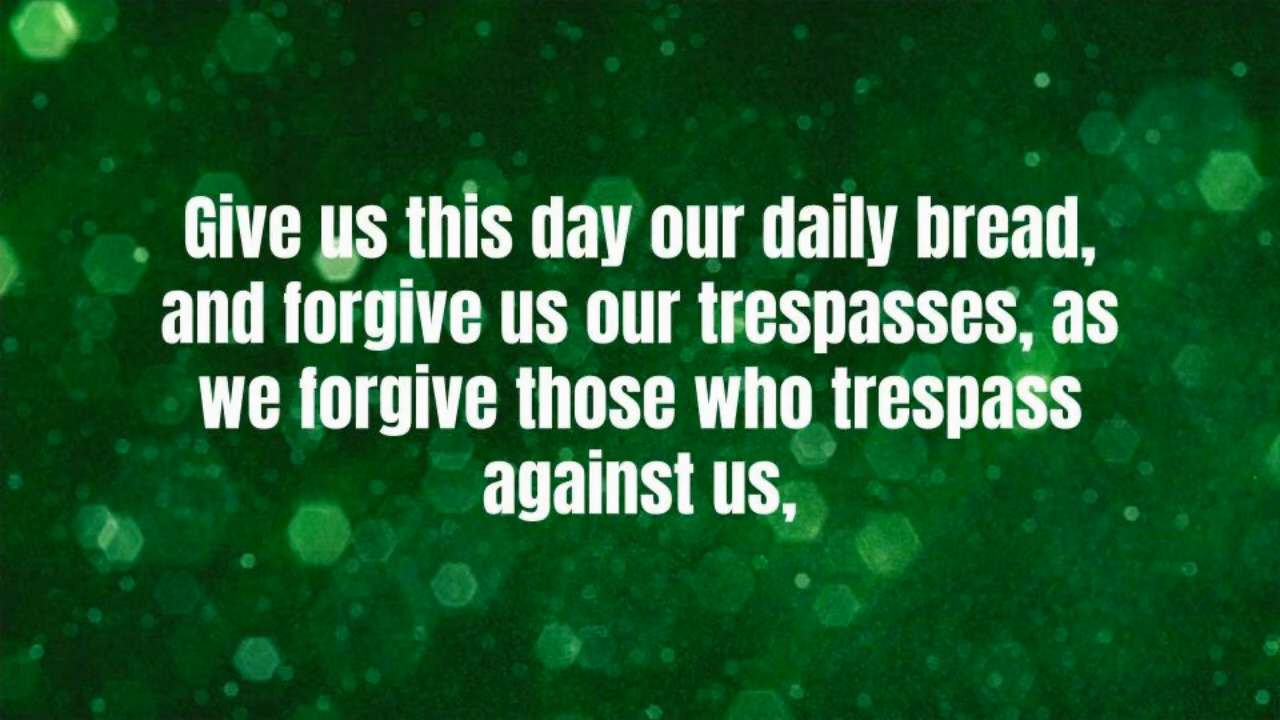 Give us this day our daily bread,
and forgive us our trespasses, as
we forgive those who trespass
against us,